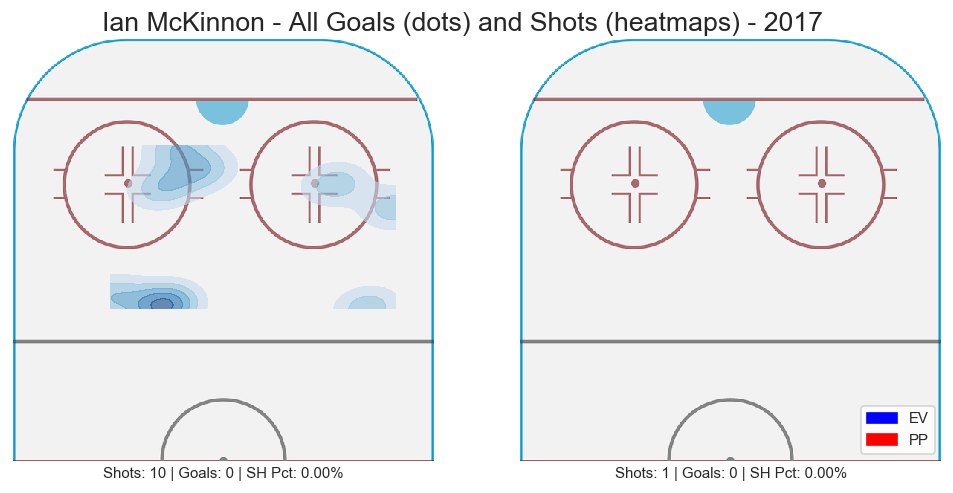 Ian McKinnon - All Goals (dots) and Shots (heatmaps) - 2017
EV
PP
Shots: 10 | Goals: 0 | SH Pct: 0.00%
Shots: 1 | Goals: 0 | SH Pct: 0.00%